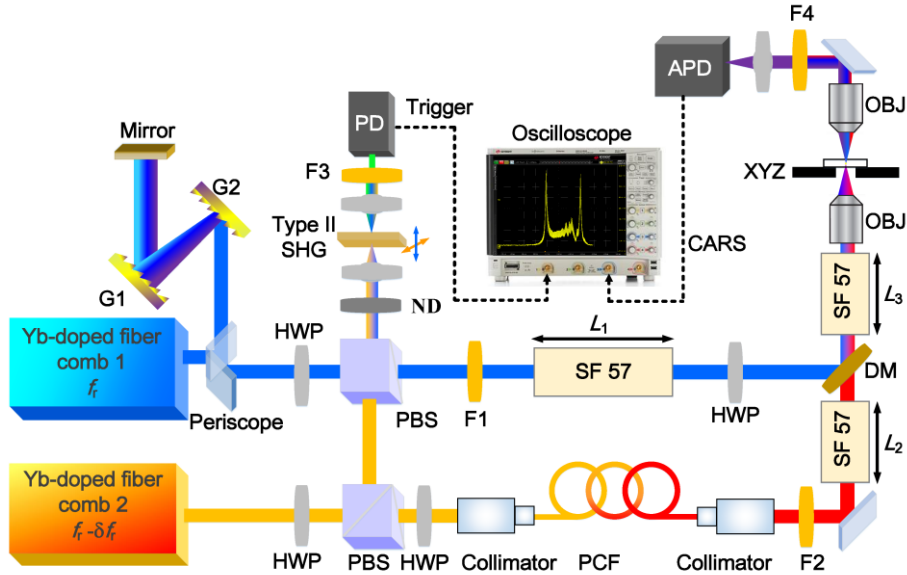 F4
APD
OBJ
Trigger
PD
Oscilloscope
Mirror
F3
G2
XYZ
Type II
SHG
OBJ
CARS
G1
ND
SF 57
L3
Yb-doped fiber
comb 1
fr
HWP
L1
SF 57
DM
Periscope
PBS
F1
HWP
SF 57
L2
Yb-doped fiber
comb 2
fr -δfr
HWP
PBS
HWP
Collimator
PCF
Collimator
F2